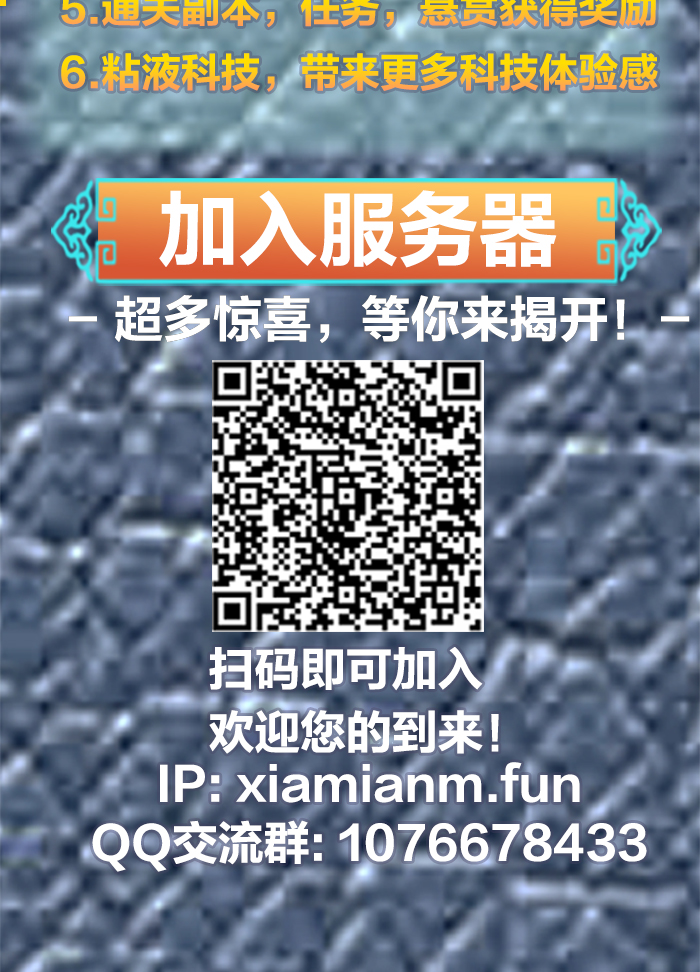 5.通关副本，任务，悬赏获得奖励
6.粘液科技，带来更多科技体验感
加入服务器
- 超多惊喜，等你来揭开！-
扫码即可加入
欢迎您的到来！
IP: xiamianm.fun
QQ交流群: 1076678433